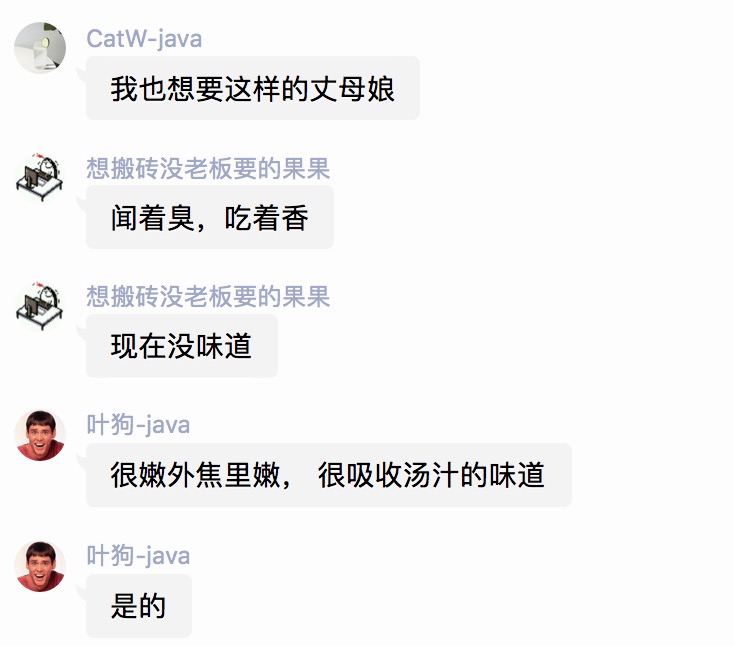 CatW-java
我也想要这样的丈母娘
想搬砖没老板要的果果
闻着臭，吃着香
想搬砖没老板要的果果
现在没味道
叶狗-java
很嫩外焦里嫩， 很吸收汤汁的味道
叶狗-java
是的